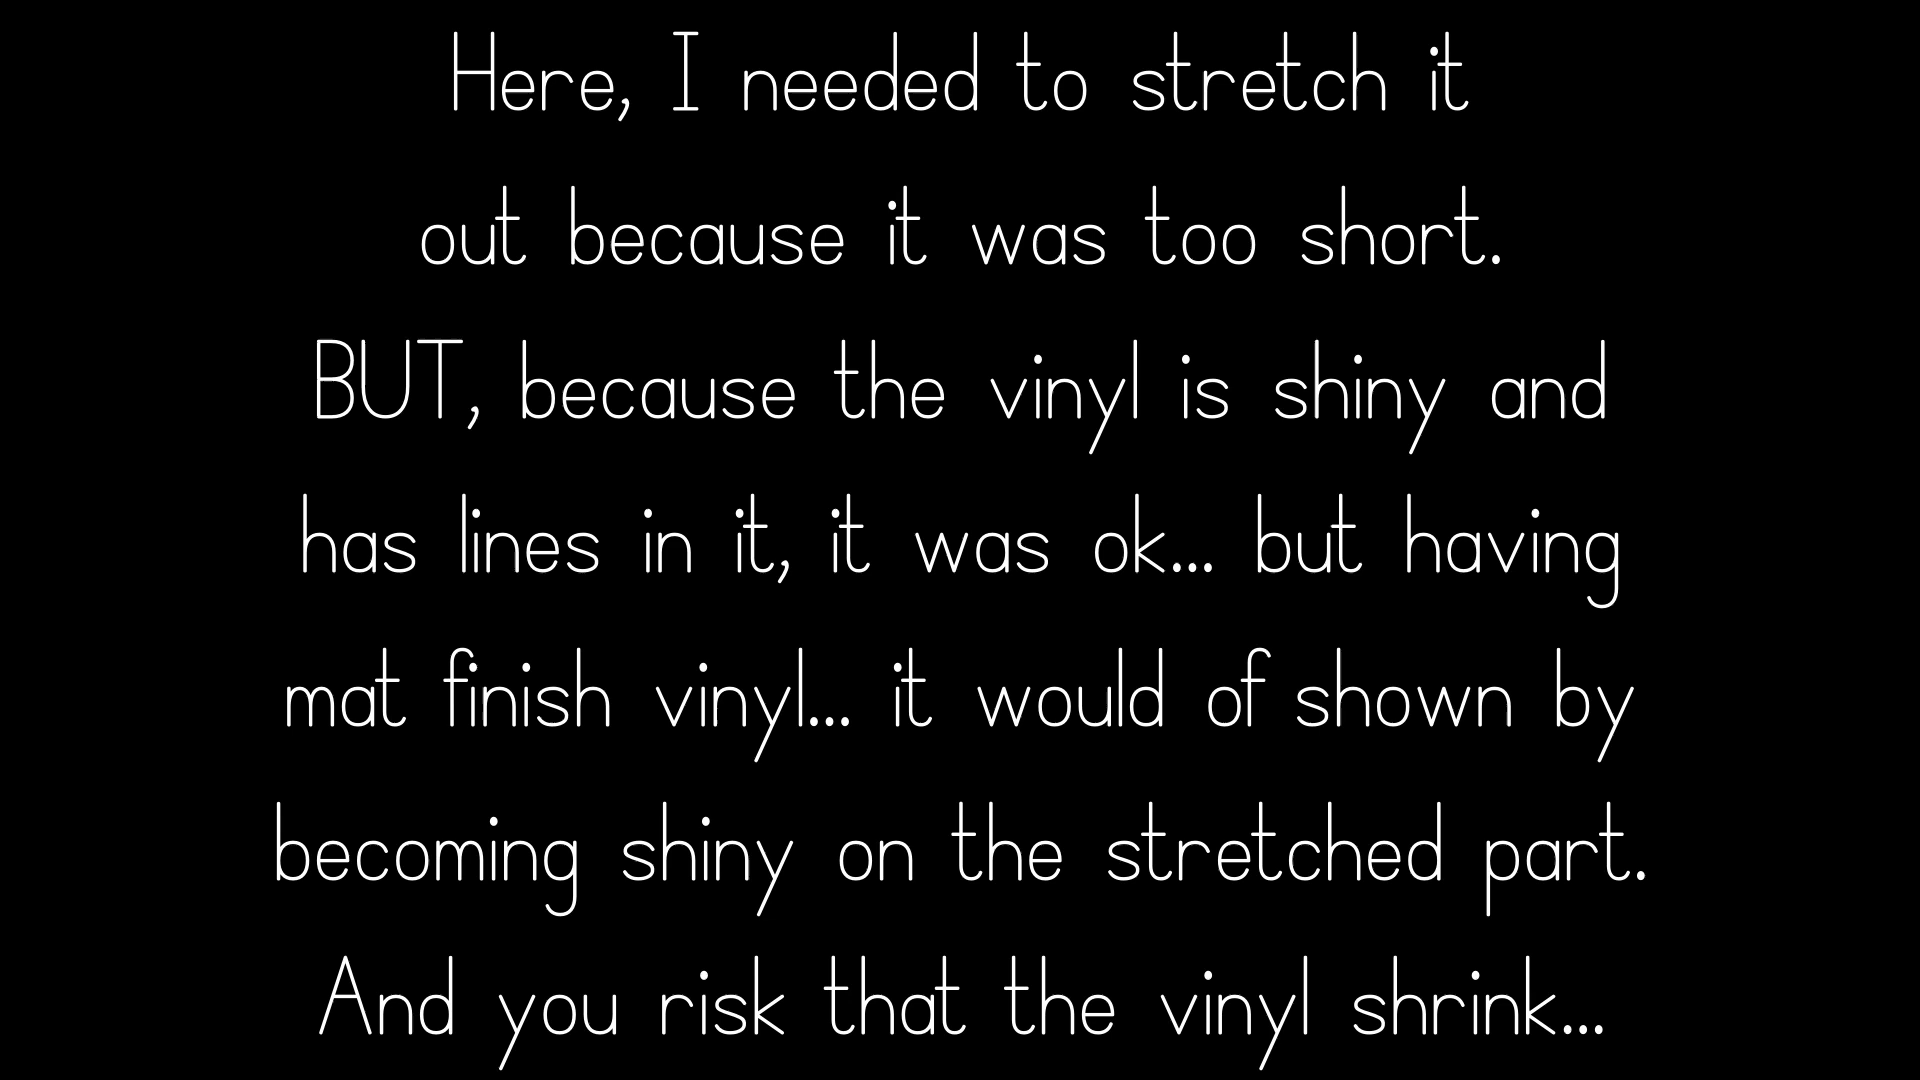 Here, I needed to stretch it
out because it was too short.
BUT, because the vinyl is shiny and
has lines in it, it was ok... but having
mat finish vinyl... it would of shown by
becoming shiny on the stretched part.
And you risk that the vinyl shrink...